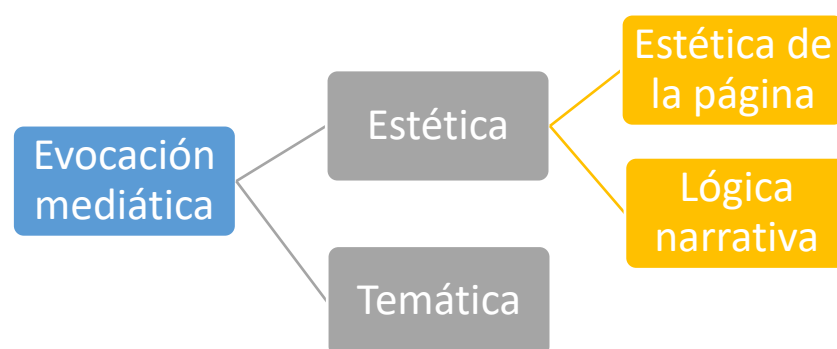 Evocación
mediática
Estética
Temática
Estética de
la página
Lógica
narrativa